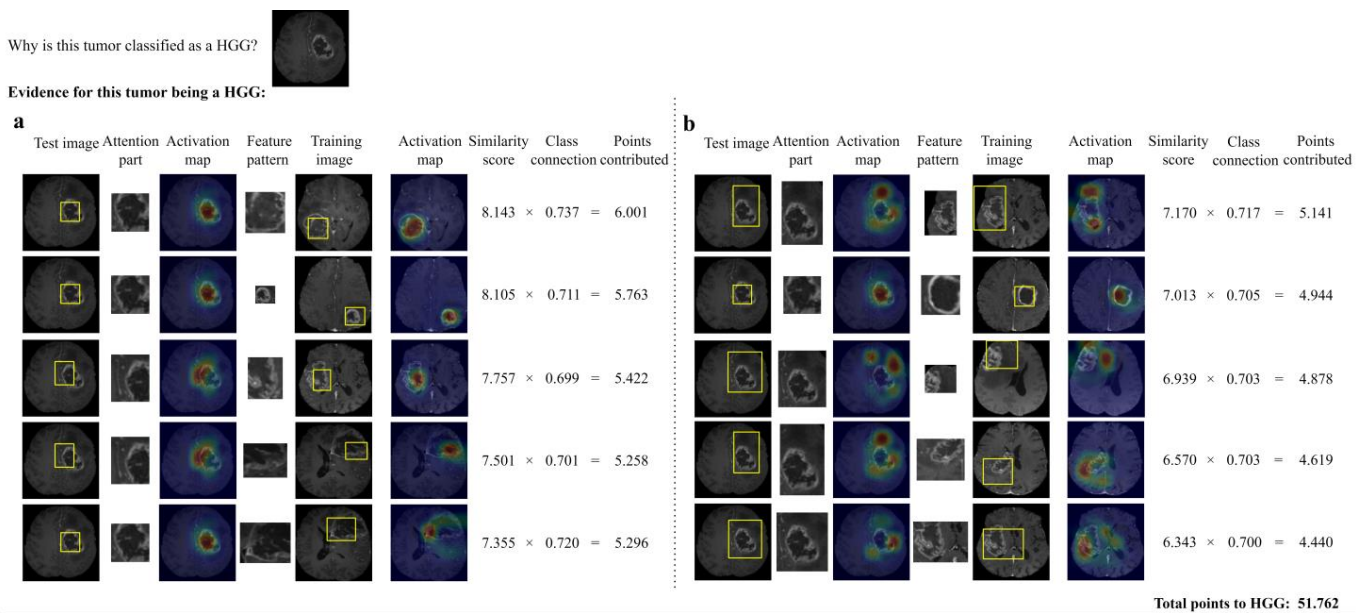 Why is this tumor classified as a HGG?
Evidence for this tumor being a HGG:
a
Test image Attention part Activation map Feature pattern Training image Activation map Similarity score Class connection Points contributed
8.143 × 0.737 = 6.001
8.105 × 0.711 = 5.763
7.757 × 0.699 = 5.422
7.501 × 0.701 = 5.258
7.355 × 0.720 = 5.296
b
Test image Attention part Activation map Feature pattern Training image Activation map Similarity score Class connection Points contributed
7.170 × 0.717 = 5.141
7.013 × 0.705 = 4.944
6.939 × 0.703 = 4.878
6.570 × 0.703 = 4.619
6.343 × 0.700 = 4.440
Total points to HGG: 51.762